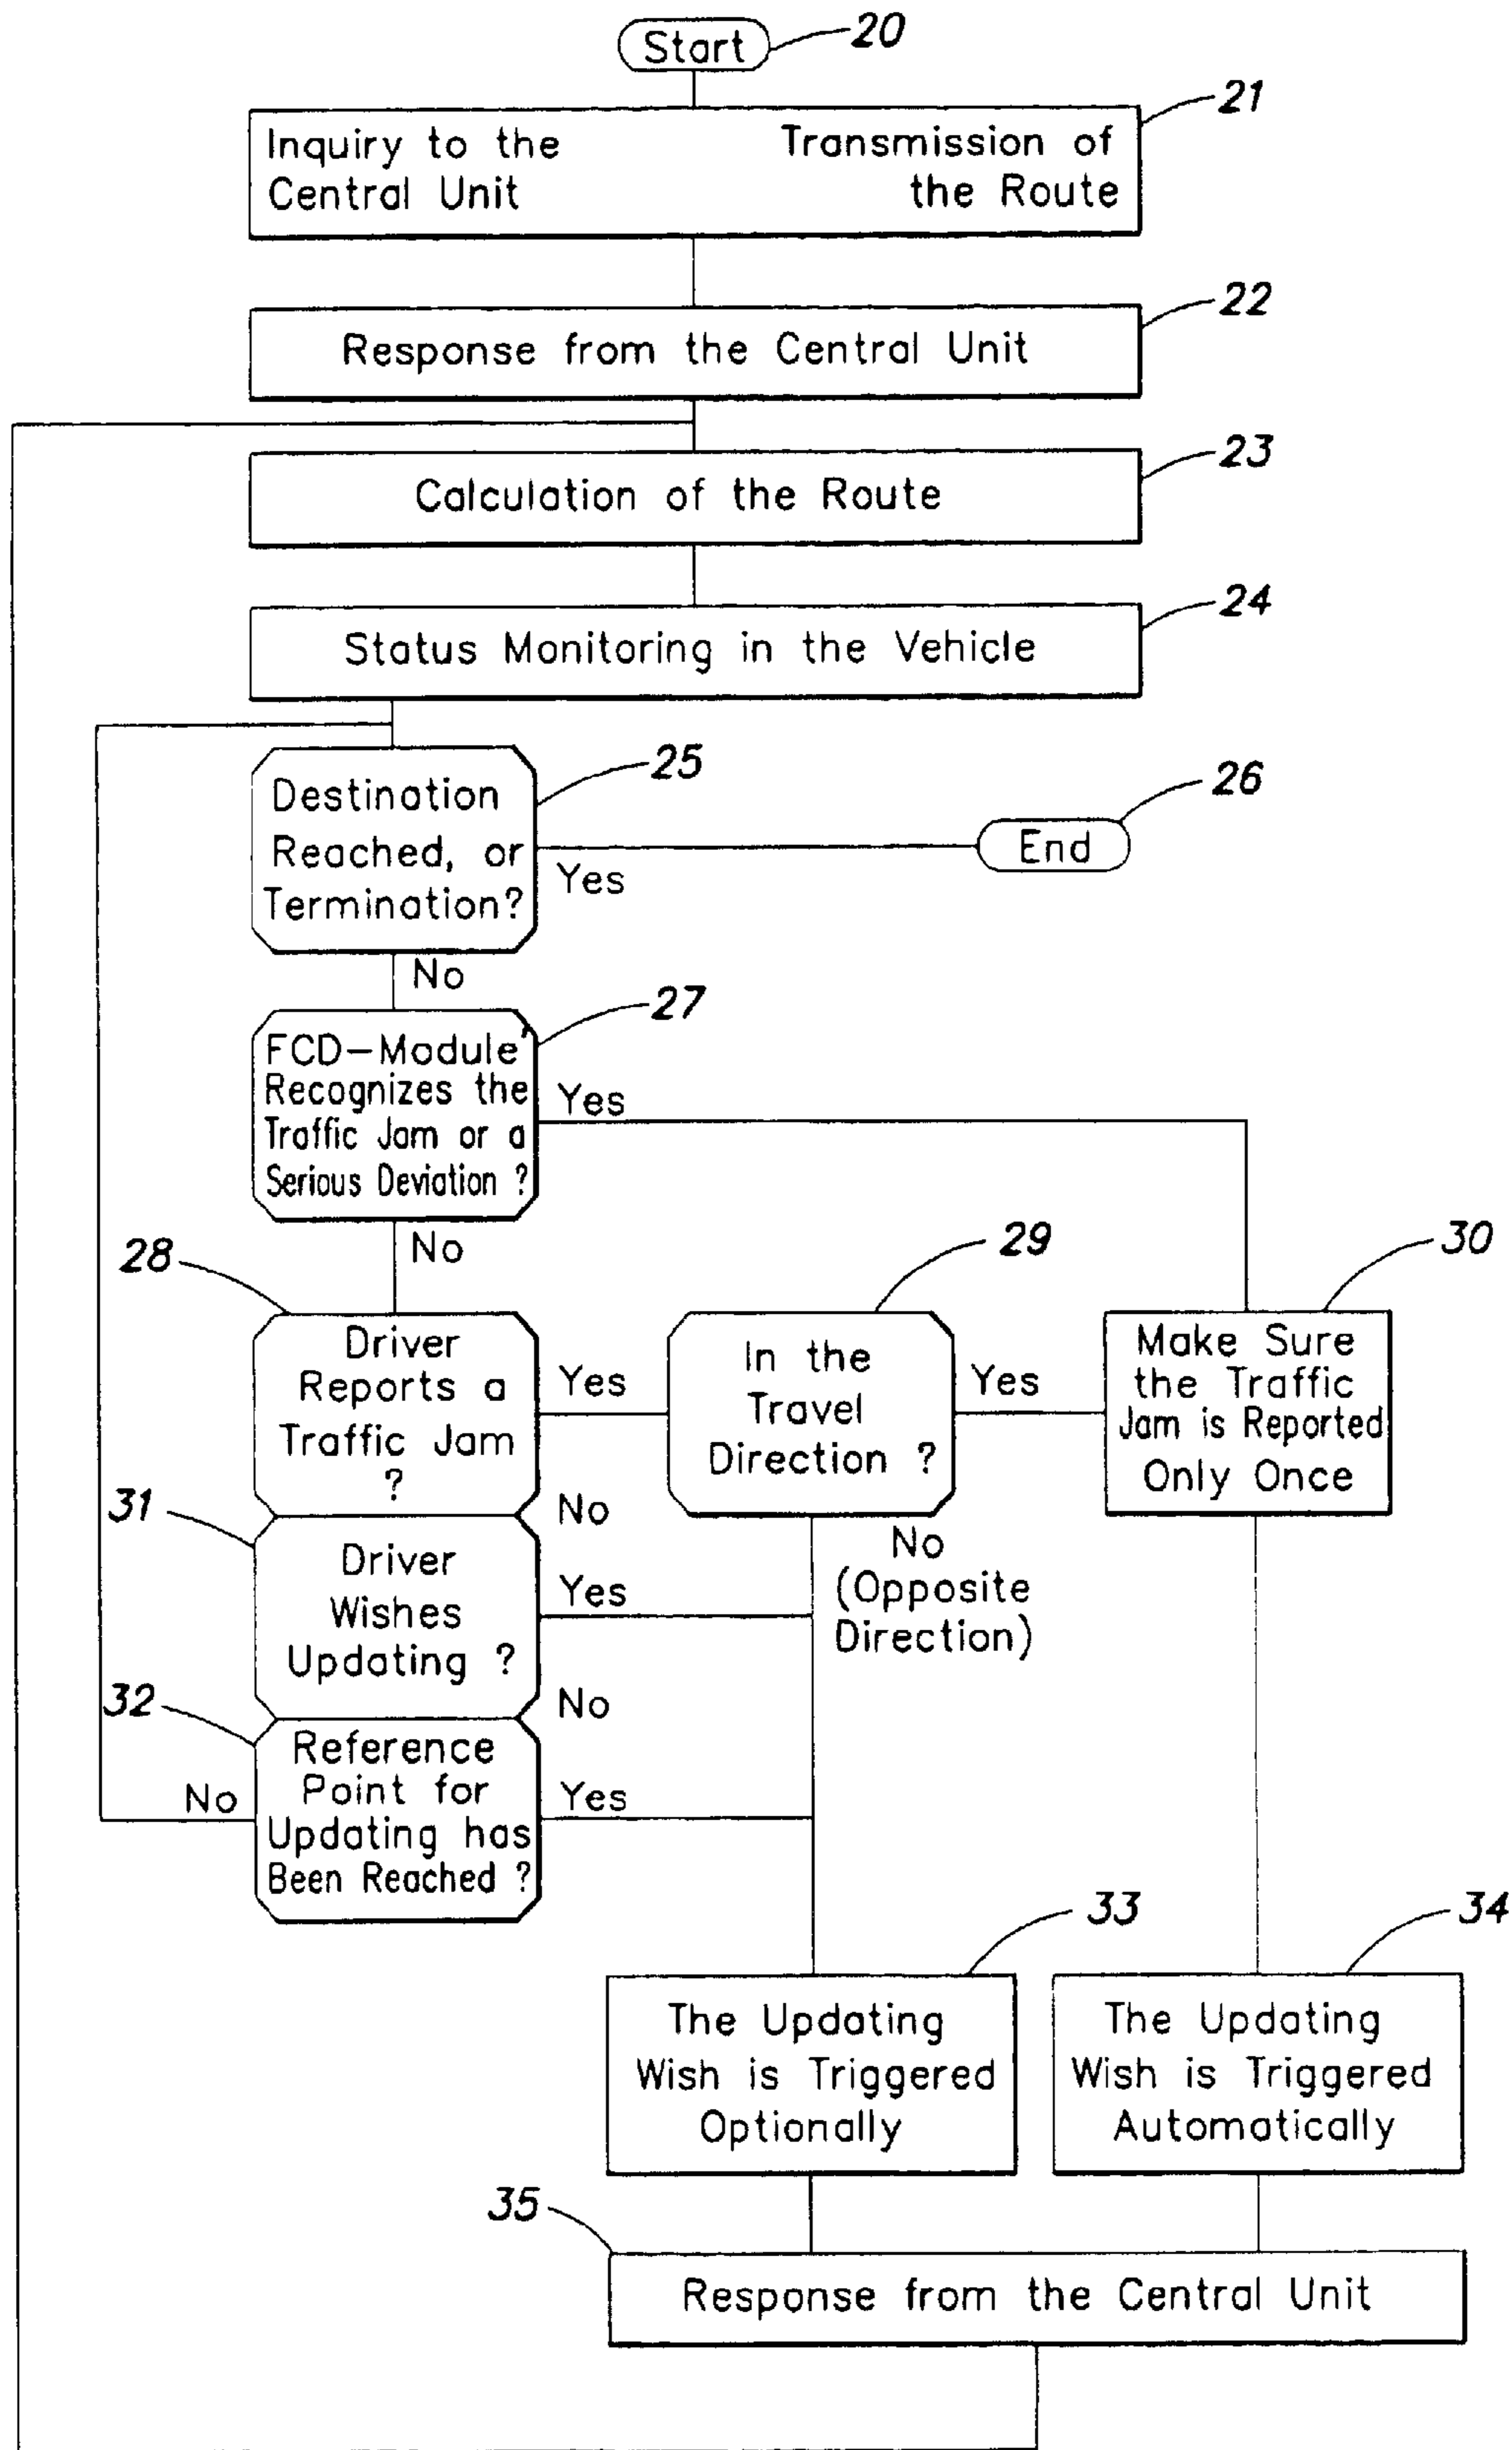 Start
20
21
Inquiry to the
Central Unit
Transmission of
the Route
22
Response from the Central Unit
23
Calculation of the Route
24
Status Monitoring in the Vehicle
25
Destination
Reached, or
Termination?
Yes
26
End
No
27
FCD-Module
Recognizes the
Traffic Jam or a
Serious Deviation ?
Yes
No
28
Driver
Reports a
Traffic Jam
?
Yes
No
29
In the
Travel
Direction ?
Yes
No
(Opposite
Direction)
30
Make Sure
the Traffic
Jam is Reported
Only Once
31
Driver
Wishes
Updating ?
Yes
No
32
Reference
Point for
Updating has
Been Reached ?
No
Yes
33
The Updating
Wish is Triggered
Optionally
34
The Updating
Wish is Triggered
Automatically
35
Response from the Central Unit